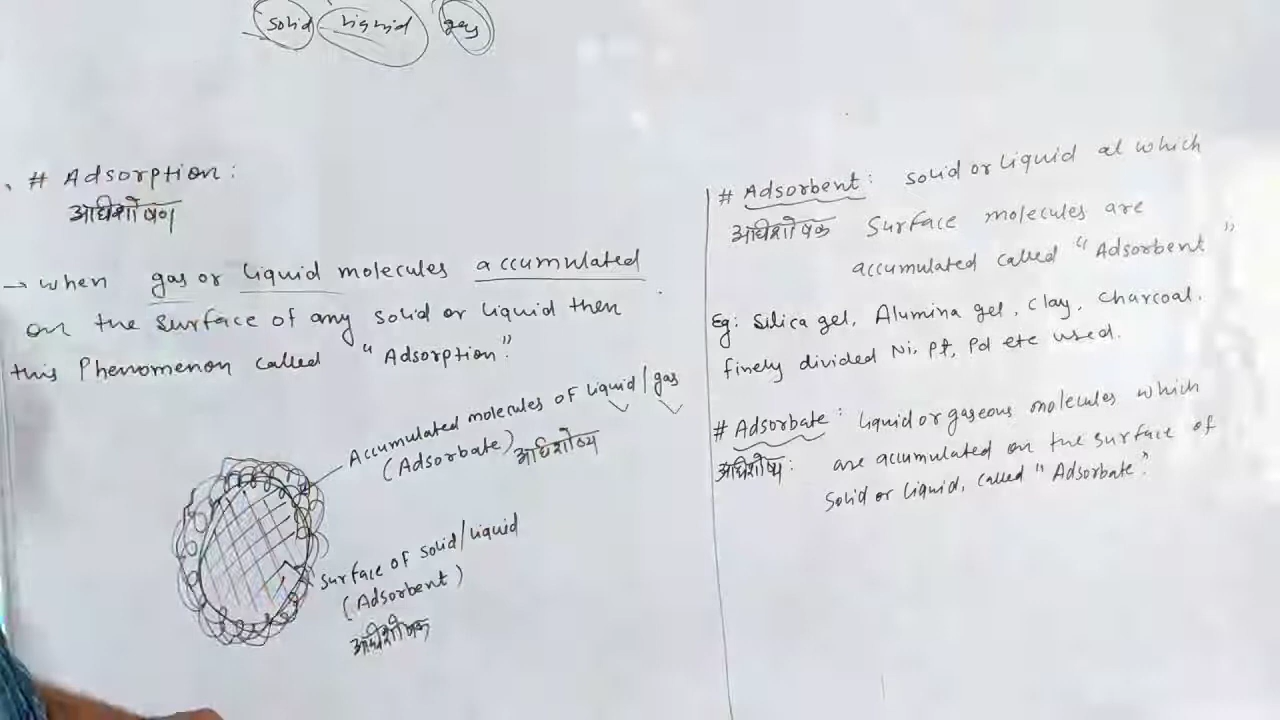 solid liquid gas
# Adsorption:
अधिशोषण
→ when gas or liquid molecules accumulated
on the surface of any solid or liquid then
this Phenomenon called "Adsorption."
Accumulated molecules of liquid/gas
(Adsorbate) अधिशोष्य
surface of solid/liquid
(Adsorbent)
अधिशोषक
# Adsorbent: solid or liquid at which
अधिशोषक surface molecules are
accumulated called "Adsorbent"
Eg: Silica gel, Alumina gel, clay, charcoal,
finely divided Ni, Pt, Pd etc used.
# Adsorbate: liquid or gaseous molecules which
अधिशोष्य: are accumulated on the surface of
solid or liquid, called "Adsorbate."